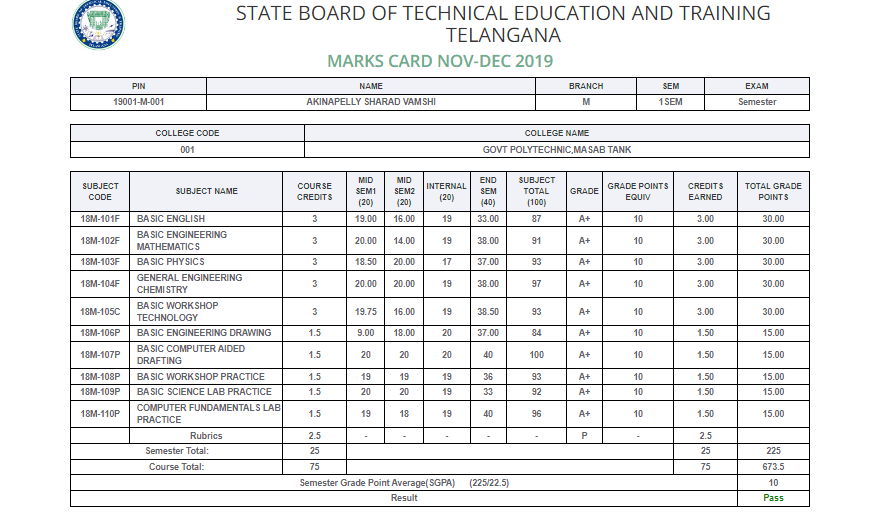 STATE BOARD OF TECHNICAL EDUCATION AND TRAINING
TELANGANA
MARKS CARD NOV-DEC 2019
PIN NAME BRANCH SEM EXAM
19001-M-001 AKINAPELLY SHARAD VAMSHI M 1SEM Semester
COLLEGE CODE COLLEGE NAME
001 GOVT POLYTECHNIC,MASAB TANK
SUBJECT CODE SUBJECT NAME COURSE CREDITS MID SEM1 (20) MID SEM2 (20) INTERNAL (20) END SEM (40) SUBJECT TOTAL (100) GRADE GRADE POINTS EQUIV CREDITS EARNED TOTAL GRADE POINTS
18M-101F BASIC ENGLISH 3 19.00 16.00 19 33.00 87 A+ 10 3.00 30.00
18M-102F BASIC ENGINEERING MATHEMATICS 3 20.00 14.00 19 38.00 91 A+ 10 3.00 30.00
18M-103F BASIC PHYSICS 3 18.50 20.00 17 37.00 93 A+ 10 3.00 30.00
18M-104F GENERAL ENGINEERING CHEMISTRY 3 20.00 20.00 19 38.00 97 A+ 10 3.00 30.00
18M-105C BASIC WORKSHOP TECHNOLOGY 3 19.75 16.00 19 38.50 93 A+ 10 3.00 30.00
18M-106P BASIC ENGINEERING DRAWING 1.5 9.00 18.00 20 37.00 84 A+ 10 1.50 15.00
18M-107P BASIC COMPUTER AIDED DRAFTING 1.5 20 20 20 40 100 A+ 10 1.50 15.00
18M-108P BASIC WORKSHOP PRACTICE 1.5 19 19 19 36 93 A+ 10 1.50 15.00
18M-109P BASIC SCIENCE LAB PRACTICE 1.5 20 20 19 33 92 A+ 10 1.50 15.00
18M-110P COMPUTER FUNDAMENTALS LAB PRACTICE 1.5 19 18 19 40 96 A+ 10 1.50 15.00
Rubrics 2.5 - - - - - P - 2.5
Semester Total: 25 25 225
Course Total: 75 75 673.5
Semester Grade Point Average(SGPA) (225/22.5) 10
Result Pass